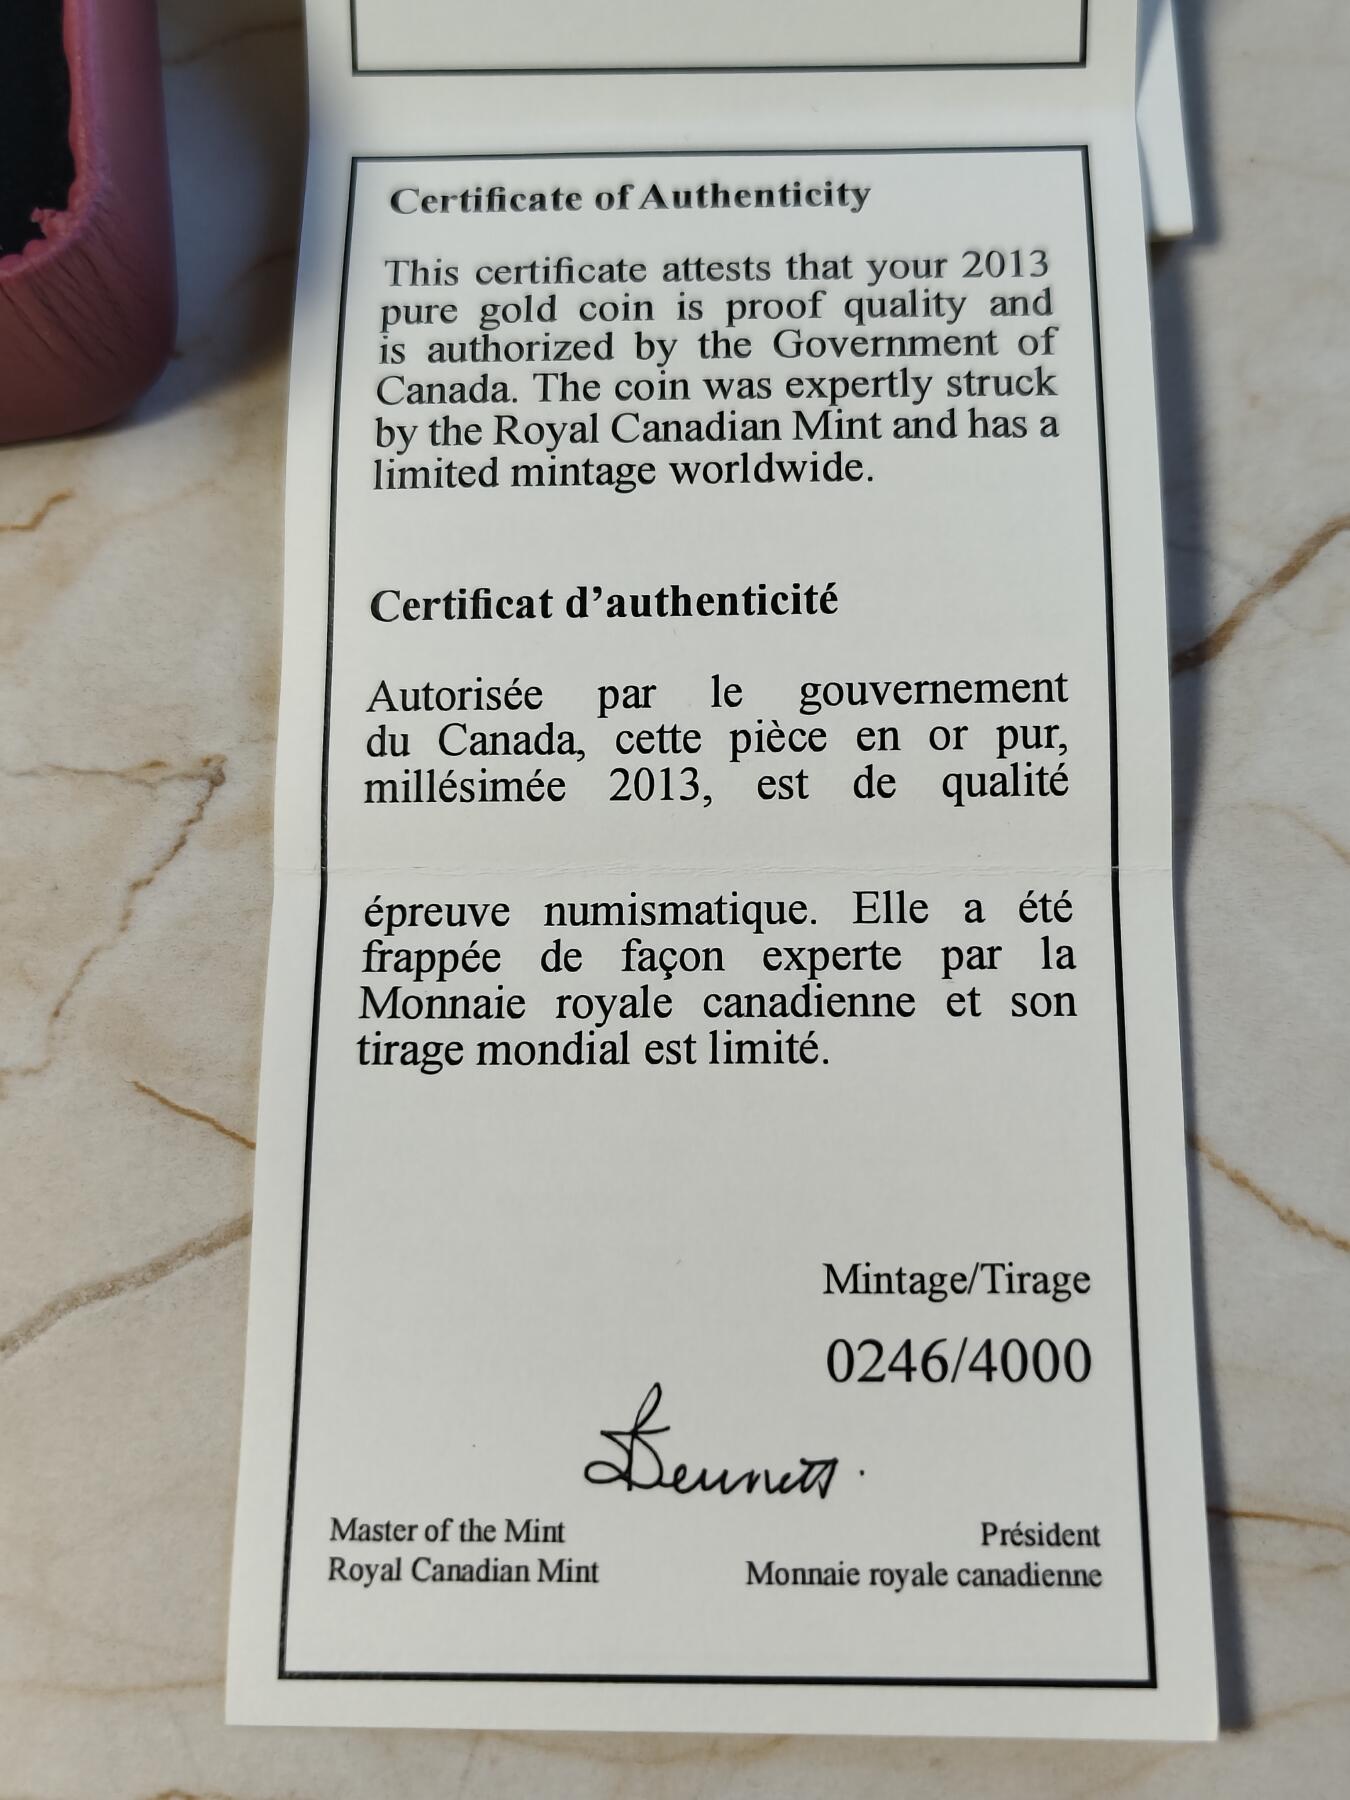 Certificate of Authenticity
This certificate attests that your 2013
pure gold coin is proof quality and
is authorized by the Government of
Canada. The coin was expertly struck
by the Royal Canadian Mint and has a
limited mintage worldwide.
Certificat d’authenticité
Autorisée par le gouvernement
du Canada, cette pièce en or pur,
millésimée 2013, est de qualité
épreuve numismatique. Elle a été
frappée de façon experte par la
Monnaie royale canadienne et son
tirage mondial est limité.
Mintage/Tirage
0246/4000
Bennett
Master of the Mint
Royal Canadian Mint
Président
Monnaie royale canadienne